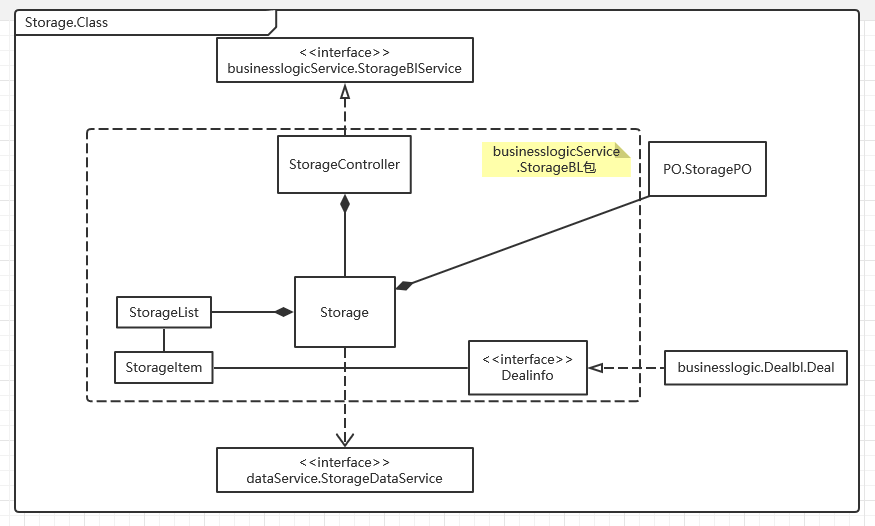 Storage.Class
<<interface>>
businesslogicService.StorageBlService
StorageController
businesslogicService
.StorageBL包
PO.StoragePO
StorageList
Storage
StorageItem
<<interface>>
Dealinfo
businesslogic.Dealbl.Deal
<<interface>>
dataService.StorageDataService